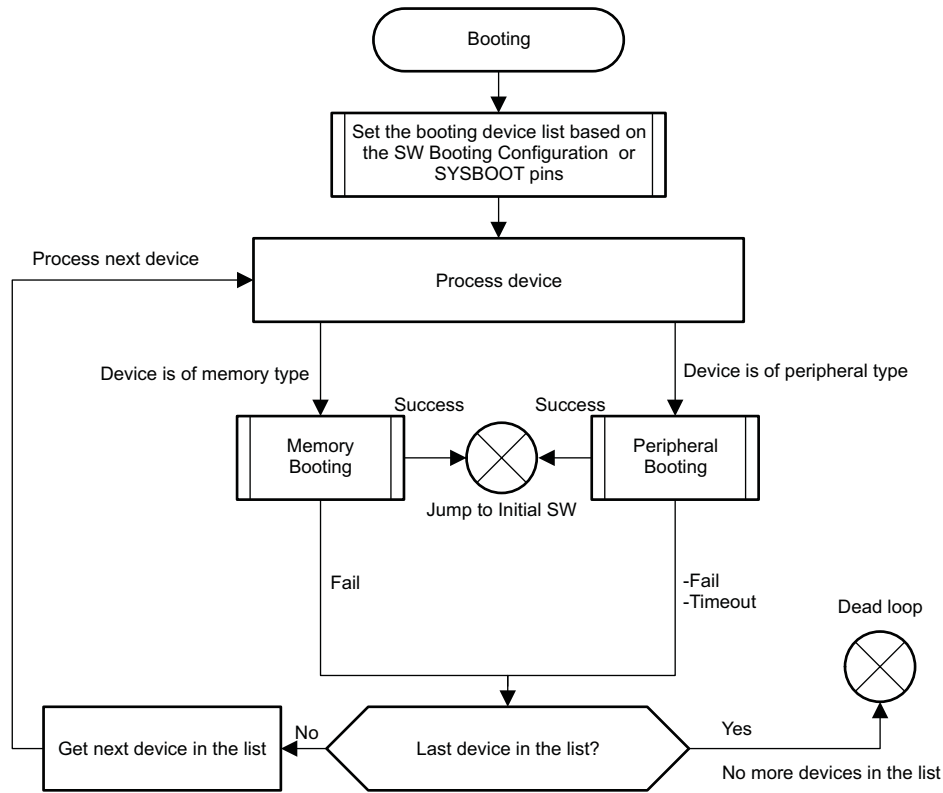 Booting
Set the booting device list based on
the SW Booting Configuration or
SYSBOOT pins
Process next device
Process device
Device is of memory type
Device is of peripheral type
Success
Success
Memory
Booting
Peripheral
Booting
Jump to Initial SW
Fail
-Fail
-Timeout
Dead loop
Get next device in the list
No
Last device in the list?
Yes
No more devices in the list